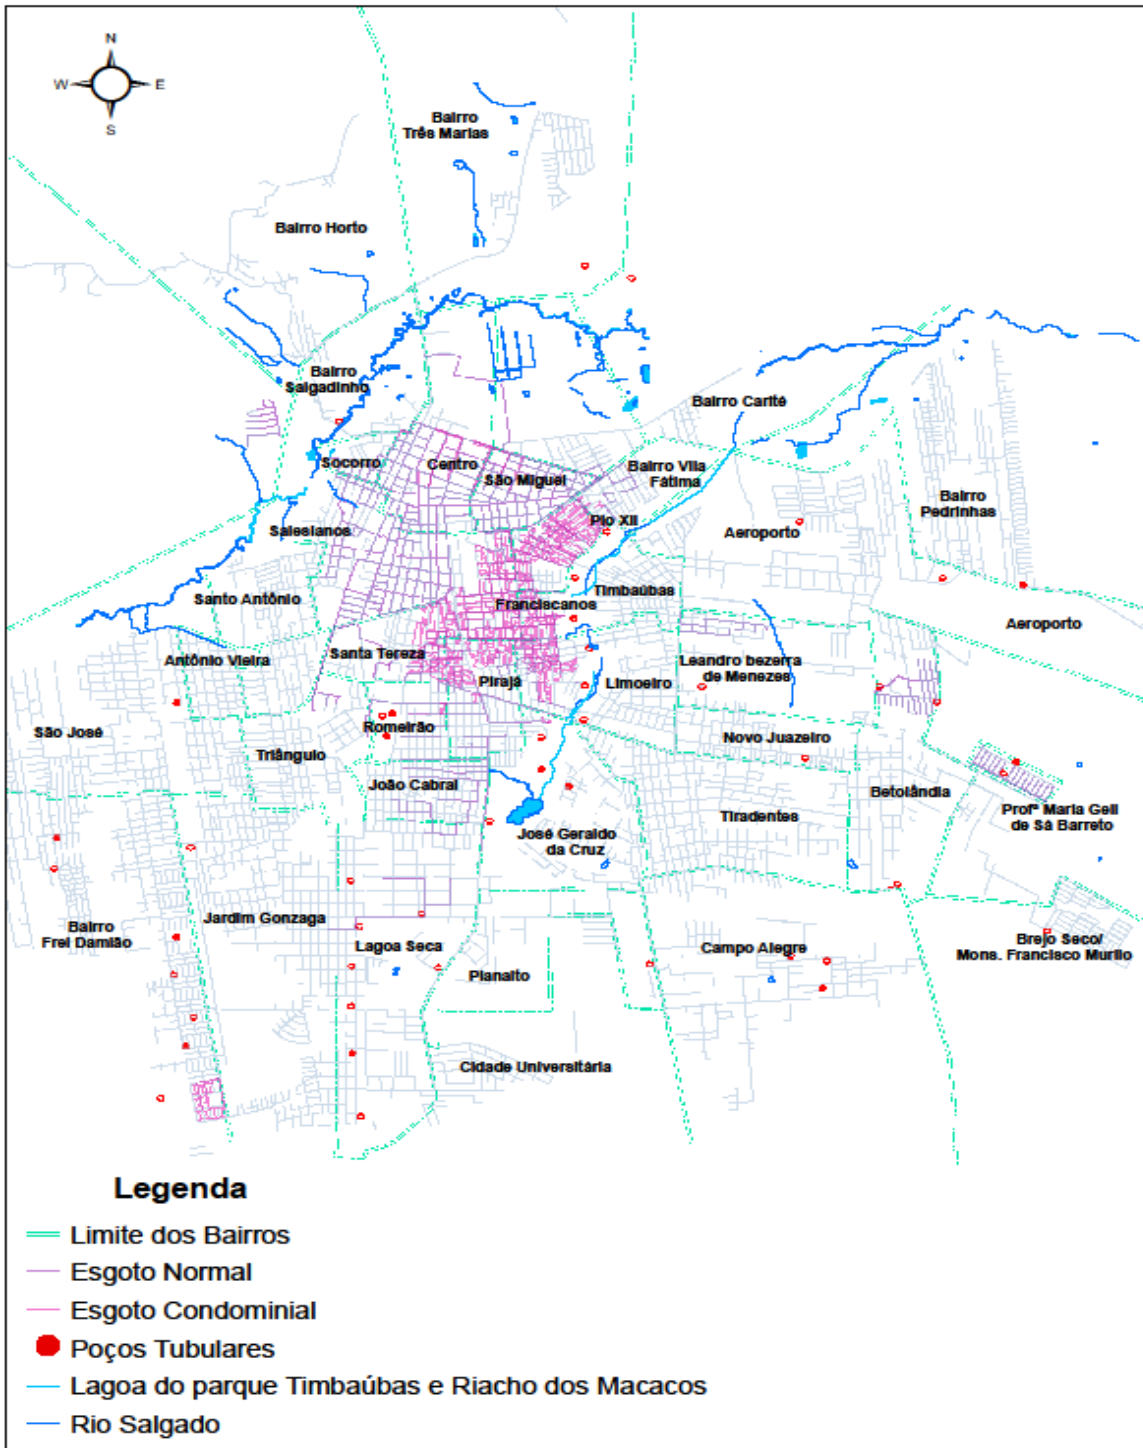 N
W
E
S
Bairro
Três Marias
Bairro Horto
Bairro
Salgadinho
Bairro Carité
Socorro
Centro
São Miguel
Bairro Vila
Fátima
Bairro
Pedrinhas
Salesianos
Pio XII
Aeroporto
Santo Antônio
Franciscanos
Timbaúbas
Aeroporto
Antônio Vieira
Santa Tereza
Pirajá
Limoeiro
Leandro bezerra
de Menezes
São José
Triângulo
Romeirão
Novo Juazeiro
João Cabral
Betolândia
José Geraldo
da Cruz
Tiradentes
Profª Maria Geli
de Sá Barreto
Bairro
Frei Damião
Jardim Gonzaga
Lagoa Seca
Planalto
Campo Alegre
Brejo Seco/
Mons. Francisco Murilo
Cidade Universitária
Legenda
Limite dos Bairros
Esgoto Normal
Esgoto Condominial
Poços Tubulares
Lagoa do parque Timbaúbas e Riacho dos Macacos
Rio Salgado